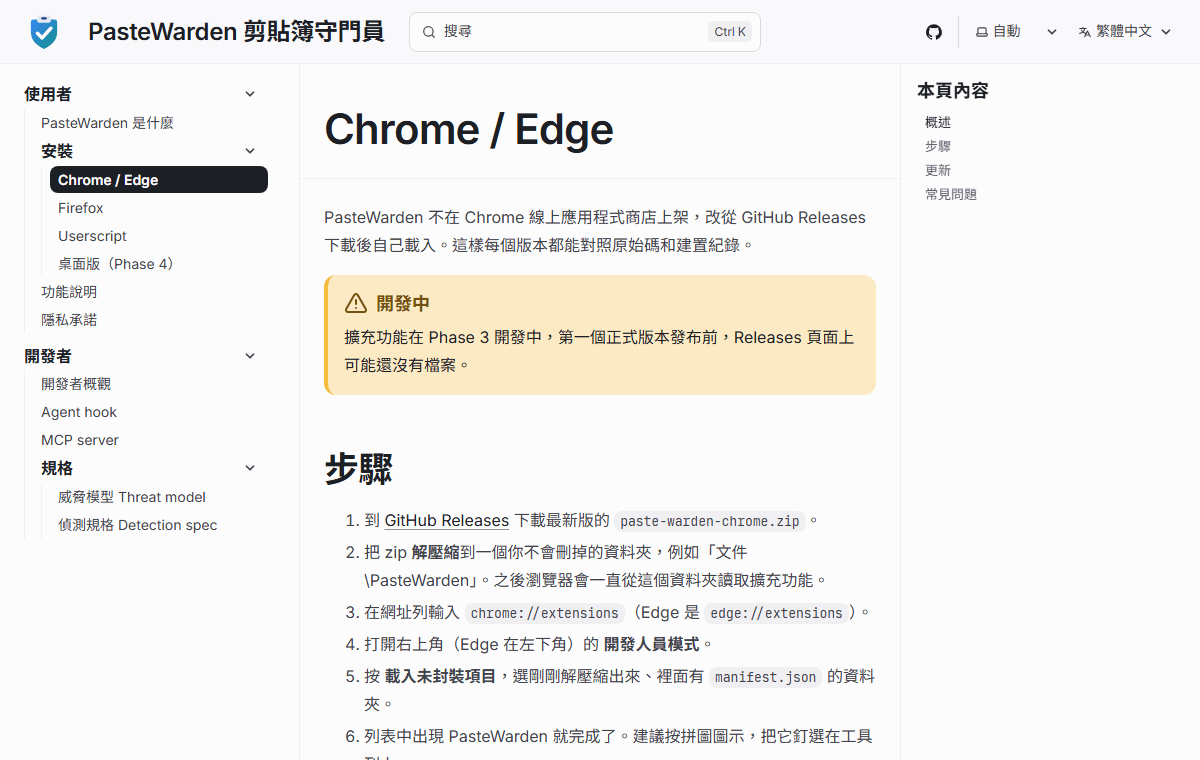 PasteWarden 剪貼簿守門員
搜尋
Ctrl K
自動
繁體中文
使用者
PasteWarden 是什麼
安裝
Chrome / Edge
Firefox
Userscript
桌面版（Phase 4）
功能說明
隱私承諾
開發者
開發者概觀
Agent hook
MCP server
規格
威脅模型 Threat model
偵測規格 Detection spec
Chrome / Edge
PasteWarden 不在 Chrome 線上應用程式商店上架，改從 GitHub Releases
下載後自己載入。這樣每個版本都能對照原始碼和建置紀錄。
開發中
擴充功能在 Phase 3 開發中，第一個正式版本發布前，Releases 頁面上
可能還沒有檔案。
步驟
1. 到 GitHub Releases 下載最新版的 paste-warden-chrome.zip 。
2. 把 zip 解壓縮到一個你不會刪掉的資料夾，例如「文件
\PasteWarden」。之後瀏覽器會一直從這個資料夾讀取擴充功能。
3. 在網址列輸入 chrome://extensions （Edge 是 edge://extensions ）。
4. 打開右上角（Edge 在左下角）的 開發人員模式。
5. 按 載入未封裝項目，選剛剛解壓縮出來、裡面有 manifest.json 的資料
夾。
6. 列表中出現 PasteWarden 就完成了。建議按拼圖圖示，把它釘選在工具
本頁內容
概述
步驟
更新
常見問題